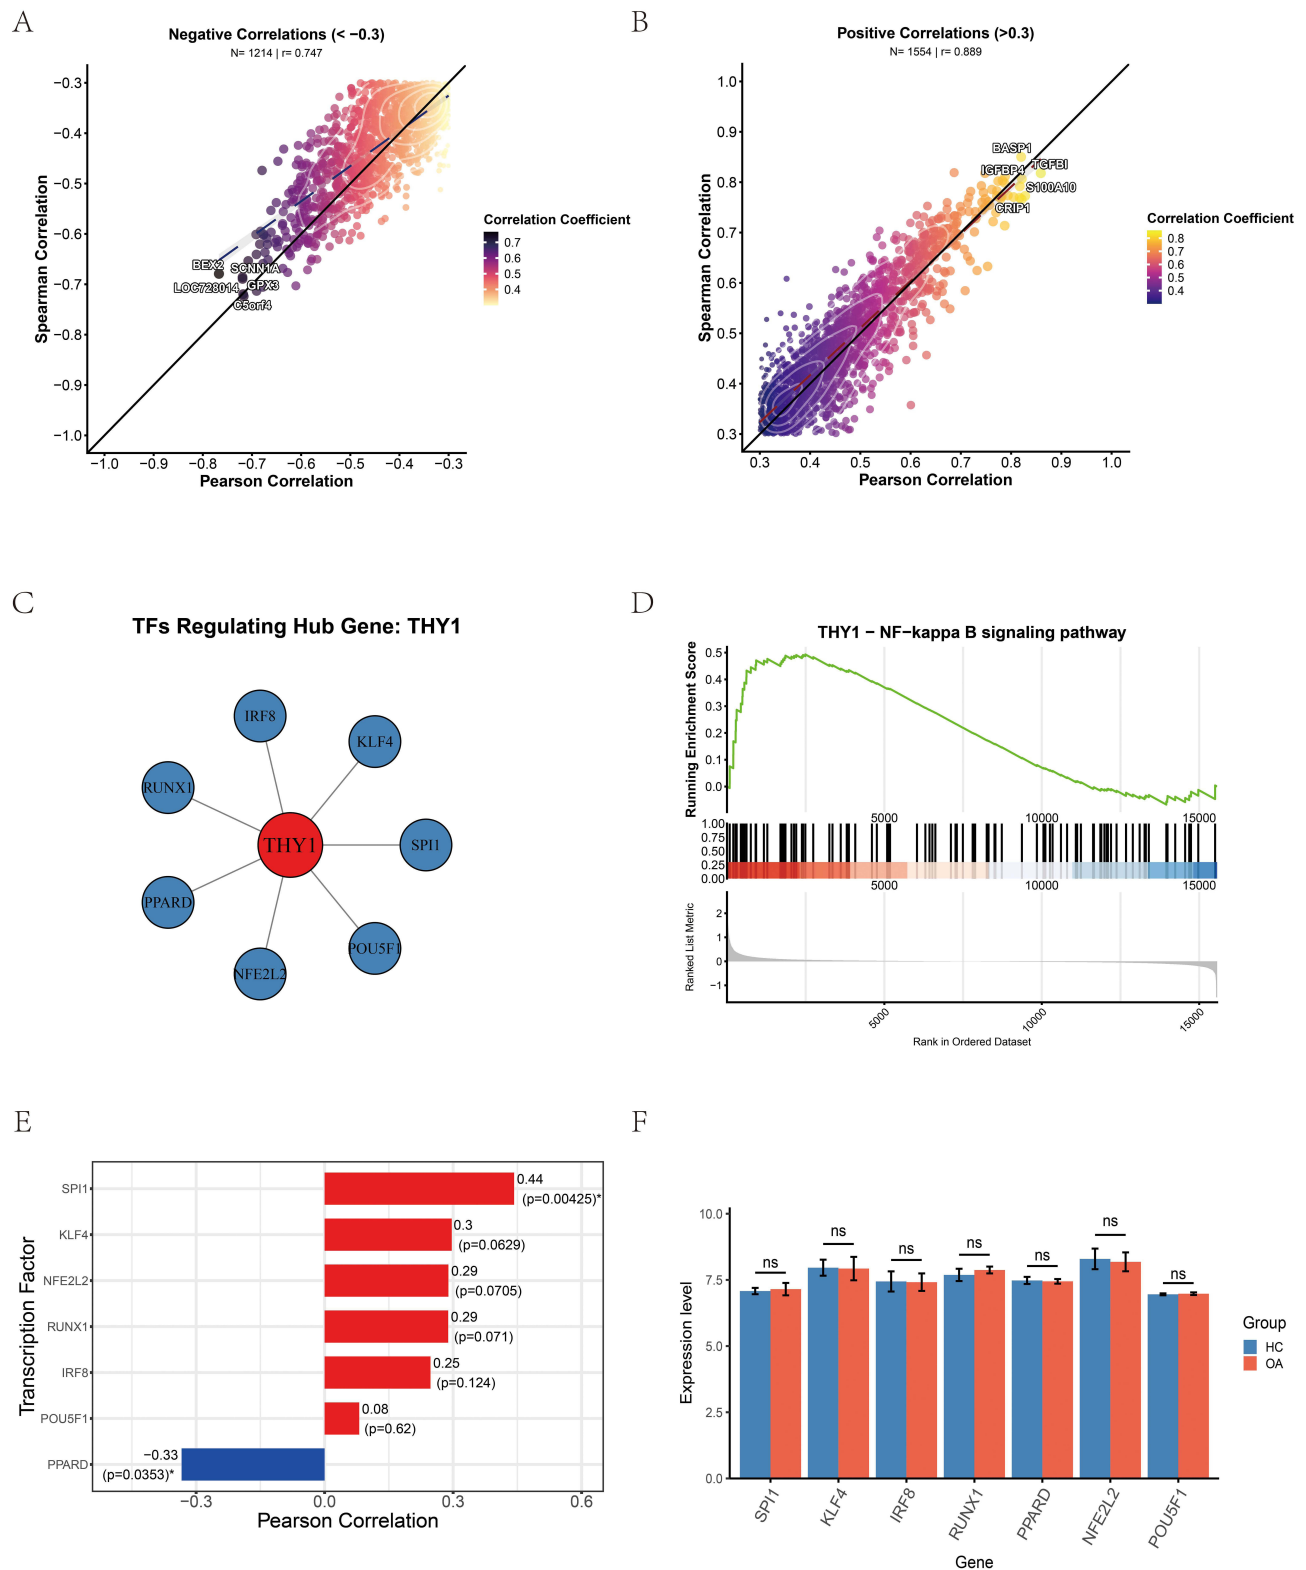 A
Negative Correlations (< −0.3)
N= 1214 | r= 0.747
Spearman Correlation
−0.3
−0.4
−0.5
−0.6
−0.7
−0.8
−0.9
−1.0
BEX2
SCNN1A
LOC728014
GPX3
C5orf4
−1.0
−0.9
−0.8
−0.7
−0.6
−0.5
−0.4
−0.3
Pearson Correlation
Correlation Coefficient
0.7
0.6
0.5
0.4
B
Positive Correlations (>0.3)
N= 1554 | r= 0.889
Spearman Correlation
1.0
0.9
0.8
0.7
0.6
0.5
0.4
0.3
BASP1
TGFBI
IGFBP4
S100A10
CRIP1
0.3
0.4
0.5
0.6
0.7
0.8
0.9
1.0
Pearson Correlation
Correlation Coefficient
0.8
0.7
0.6
0.5
0.4
C
TFs Regulating Hub Gene: THY1
IRF8
KLF4
RUNX1
THY1
SPI1
PPARD
POU5F1
NFE2L2
D
THY1 − NF−kappa B signaling pathway
Running Enrichment Score
0.5
0.4
0.3
0.2
0.1
0.0
5000
10000
15000
1.00
0.75
0.50
0.25
0.00
5000
10000
15000
Ranked List Metric
2
1
0
−1
5000
10000
15000
Rank in Ordered Dataset
E
Transcription Factor
SPI1
0.44
(p=0.00425)*
KLF4
0.3
(p=0.0629)
NFE2L2
0.29
(p=0.0705)
RUNX1
0.29
(p=0.071)
IRF8
0.25
(p=0.124)
POU5F1
0.08
(p=0.62)
PPARD
−0.33
(p=0.0353)*
−0.3
0.0
0.3
0.6
Pearson Correlation
F
Expression level
10.0
7.5
5.0
2.5
0.0
ns
ns
ns
ns
ns
ns
ns
SPI1
KLF4
IRF8
RUNX1
PPARD
NFE2L2
POU5F1
Gene
Group
HC
OA